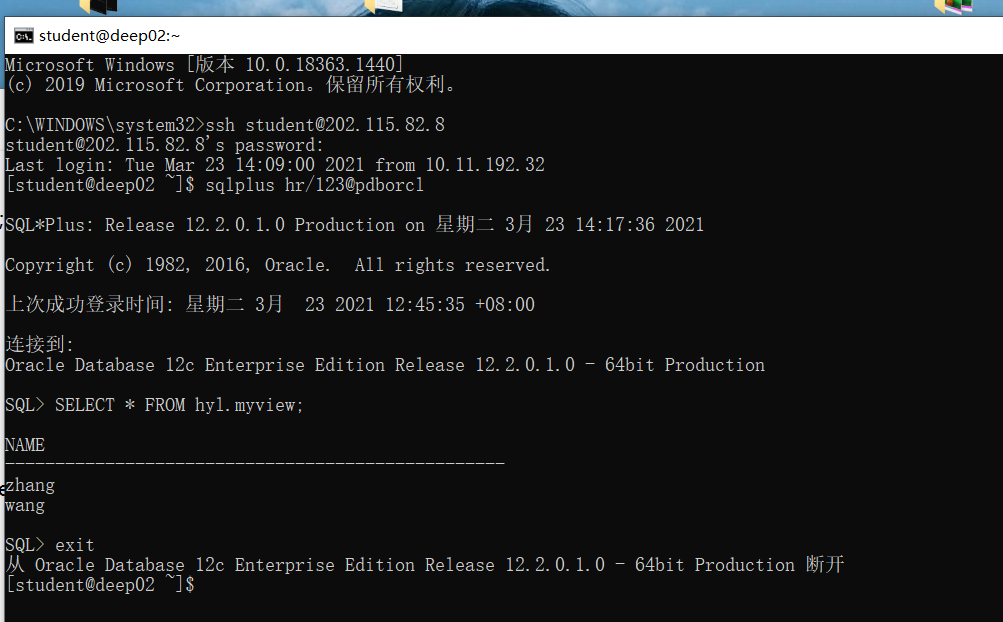 student@deep02:~
Microsoft Windows [版本 10.0.18363.1440]
(c) 2019 Microsoft Corporation。保留所有权利。
C:\WINDOWS\system32>ssh student@202.115.82.8
student@202.115.82.8's password:
Last login: Tue Mar 23 14:09:00 2021 from 10.11.192.32
[student@deep02 ~]$ sqlplus hr/123@pdborcl
SQL*Plus: Release 12.2.0.1.0 Production on 星期二 3月 23 14:17:36 2021
Copyright (c) 1982, 2016, Oracle.  All rights reserved.
上次成功登录时间: 星期二 3月  23 2021 12:45:35 +08:00
连接到:
Oracle Database 12c Enterprise Edition Release 12.2.0.1.0 - 64bit Production
SQL> SELECT * FROM hyl.myview;
NAME
--------------------------------------------------
zhang
wang
SQL> exit
从 Oracle Database 12c Enterprise Edition Release 12.2.0.1.0 - 64bit Production 断开
[student@deep02 ~]$